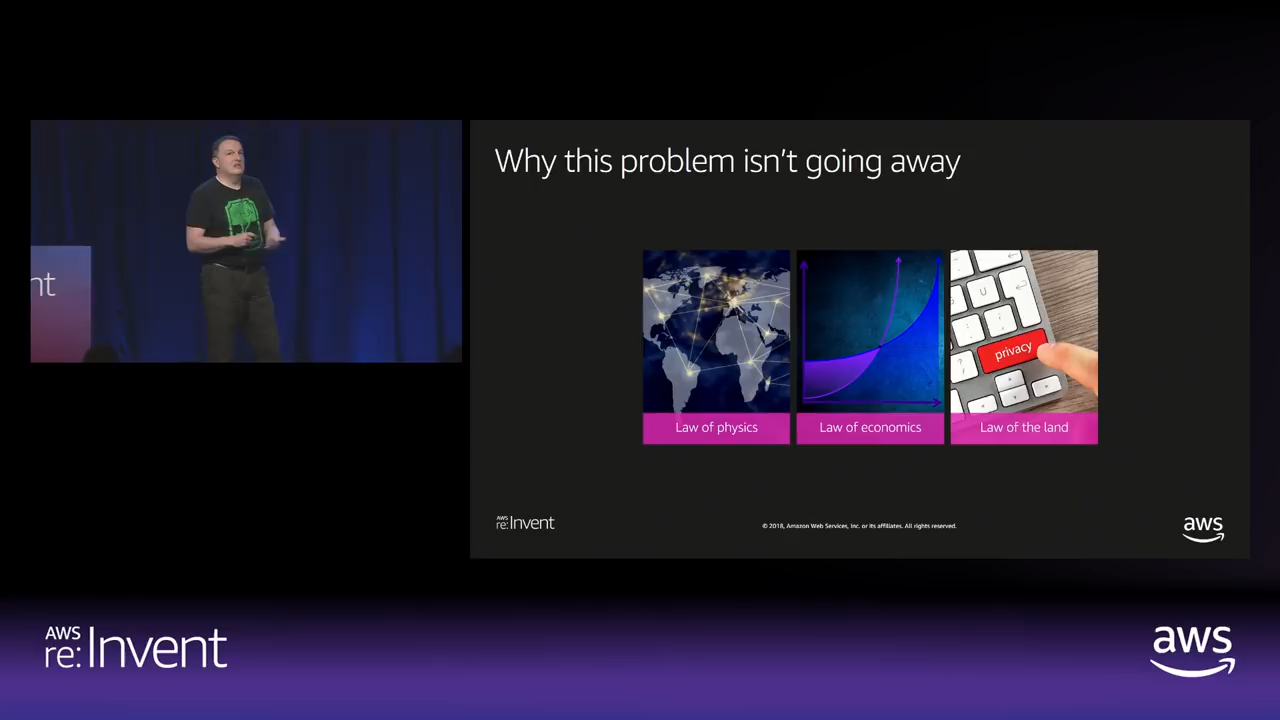 nt
Why this problem isn't going away
privacy
U
Law of physics
Law of economics
Law of the land
AWS
re:Invent
© 2018, Amazon Web Services, Inc. or its affiliates. All rights reserved.
aws
AWS
re:Invent
aws